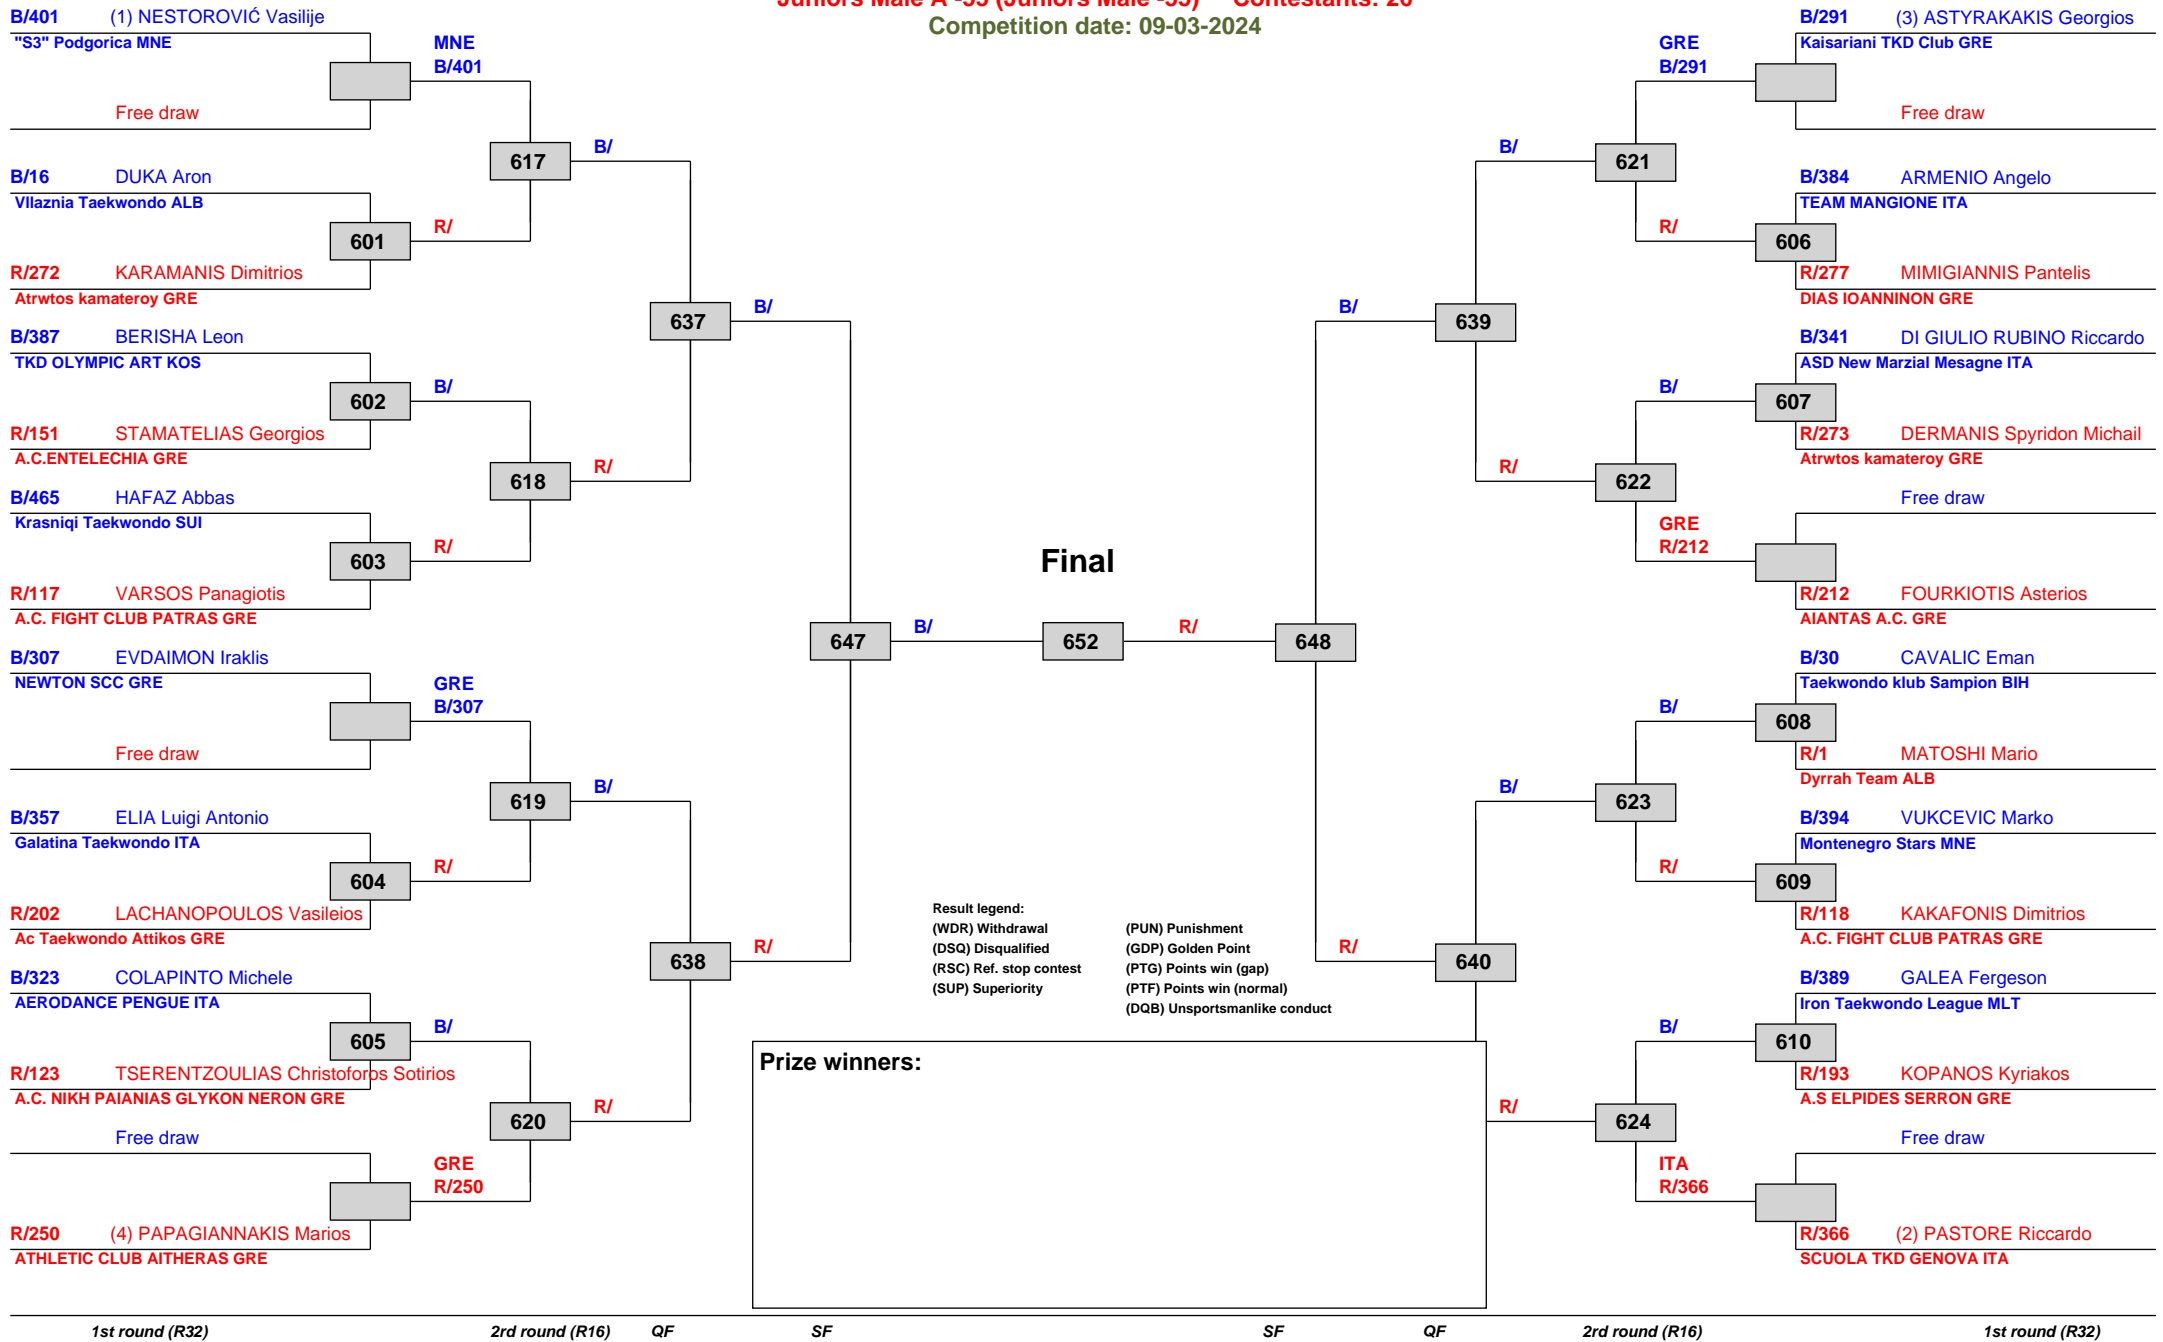 Juniors Male A -55 (Juniors Male -55) Contestants: 26
Competition date: 09-03-2024
B/401 (1) NESTOROVIĆ Vasilije
"S3" Podgorica MNE
Free draw
B/16 DUKA Aron
Vllaznia Taekwondo ALB
R/272 KARAMANIS Dimitrios
Atrwtos kamateroy GRE
B/387 BERISHA Leon
TKD OLYMPIC ART KOS
R/151 STAMATELIAS Georgios
A.C.ENTELECHIA GRE
B/465 HAFAZ Abbas
Krasniqi Taekwondo SUI
R/117 VARSOS Panagiotis
A.C. FIGHT CLUB PATRAS GRE
B/307 EVDAIMON Iraklis
NEWTON SCC GRE
Free draw
B/357 ELIA Luigi Antonio
Galatina Taekwondo ITA
R/202 LACHANOPOULOS Vasileios
Ac Taekwondo Attikos GRE
B/323 COLAPINTO Michele
AERODANCE PENGUE ITA
R/123 TSERENTZOULIAS Christoforos Sotirios
A.C. NIKH PAIANIAS GLYKON NERON GRE
Free draw
R/250 (4) PAPAGIANNAKIS Marios
ATHLETIC CLUB AITHERAS GRE
601
602
603
604
605
MNE
B/401
R/
B/
R/
GRE
B/307
R/
B/
GRE
R/250
617
618
619
620
B/
R/
B/
R/
637
638
B/
R/
647
B/
Final
652
R/
648
B/
R/
639
640
B/
R/
B/
R/
621
622
623
624
GRE
B/291
R/
B/
GRE
R/212
B/
R/
B/
ITA
R/366
606
607
608
609
610
B/291 (3) ASTYRAKAKIS Georgios
Kaisariani TKD Club GRE
Free draw
B/384 ARMENIO Angelo
TEAM MANGIONE ITA
R/277 MIMIGIANNIS Pantelis
DIAS IOANNINON GRE
B/341 DI GIULIO RUBINO Riccardo
ASD New Marzial Mesagne ITA
R/273 DERMANIS Spyridon Michail
Atrwtos kamateroy GRE
Free draw
R/212 FOURKIOTIS Asterios
AIANTAS A.C. GRE
B/30 CAVALIC Eman
Taekwondo klub Sampion BIH
R/1 MATOSHI Mario
Dyrrah Team ALB
B/394 VUKCEVIC Marko
Montenegro Stars MNE
R/118 KAKAFONIS Dimitrios
A.C. FIGHT CLUB PATRAS GRE
B/389 GALEA Fergeson
Iron Taekwondo League MLT
R/193 KOPANOS Kyriakos
A.S ELPIDES SERRON GRE
Free draw
R/366 (2) PASTORE Riccardo
SCUOLA TKD GENOVA ITA
Result legend:
(WDR) Withdrawal (PUN) Punishment
(DSQ) Disqualified (GDP) Golden Point
(RSC) Ref. stop contest (PTG) Points win (gap)
(SUP) Superiority (PTF) Points win (normal)
(DQB) Unsportsmanlike conduct
Prize winners:
1st round (R32) 2rd round (R16) QF SF SF QF 2rd round (R16) 1st round (R32)